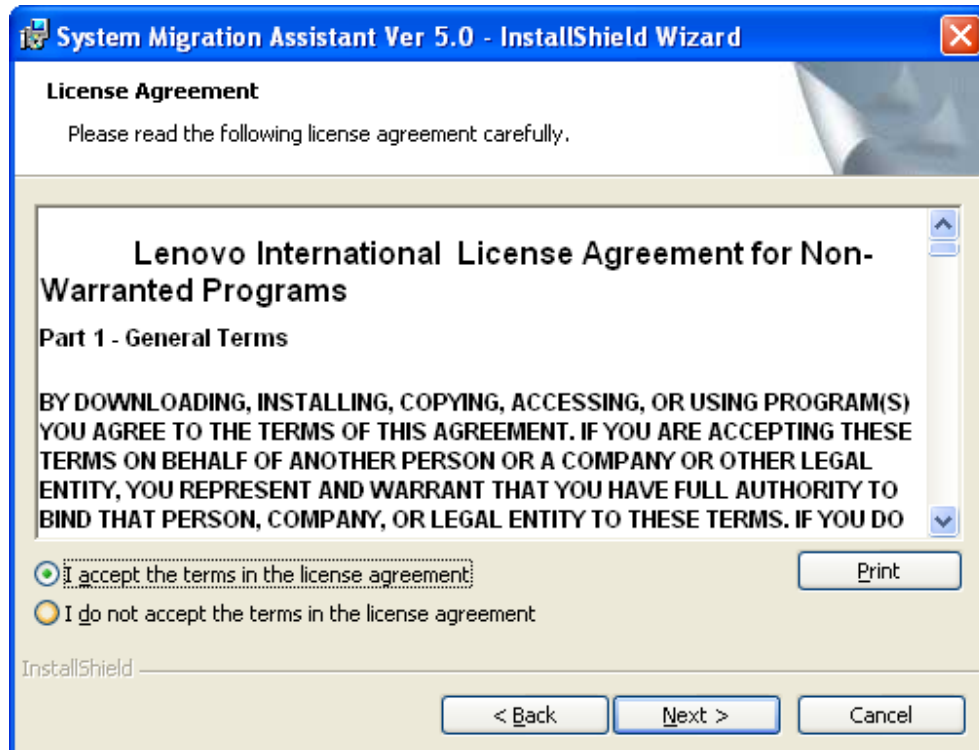 System Migration Assistant Ver 5.0 - InstallShield Wizard
License Agreement
Please read the following license agreement carefully.
Lenovo International License Agreement for Non-
Warranted Programs
Part 1 - General Terms
BY DOWNLOADING, INSTALLING, COPYING, ACCESSING, OR USING PROGRAM(S)
YOU AGREE TO THE TERMS OF THIS AGREEMENT. IF YOU ARE ACCEPTING THESE
TERMS ON BEHALF OF ANOTHER PERSON OR A COMPANY OR OTHER LEGAL
ENTITY, YOU REPRESENT AND WARRANT THAT YOU HAVE FULL AUTHORITY TO
BIND THAT PERSON, COMPANY, OR LEGAL ENTITY TO THESE TERMS. IF YOU DO
I accept the terms in the license agreement
Print
I do not accept the terms in the license agreement
InstallShield
< Back
Next >
Cancel